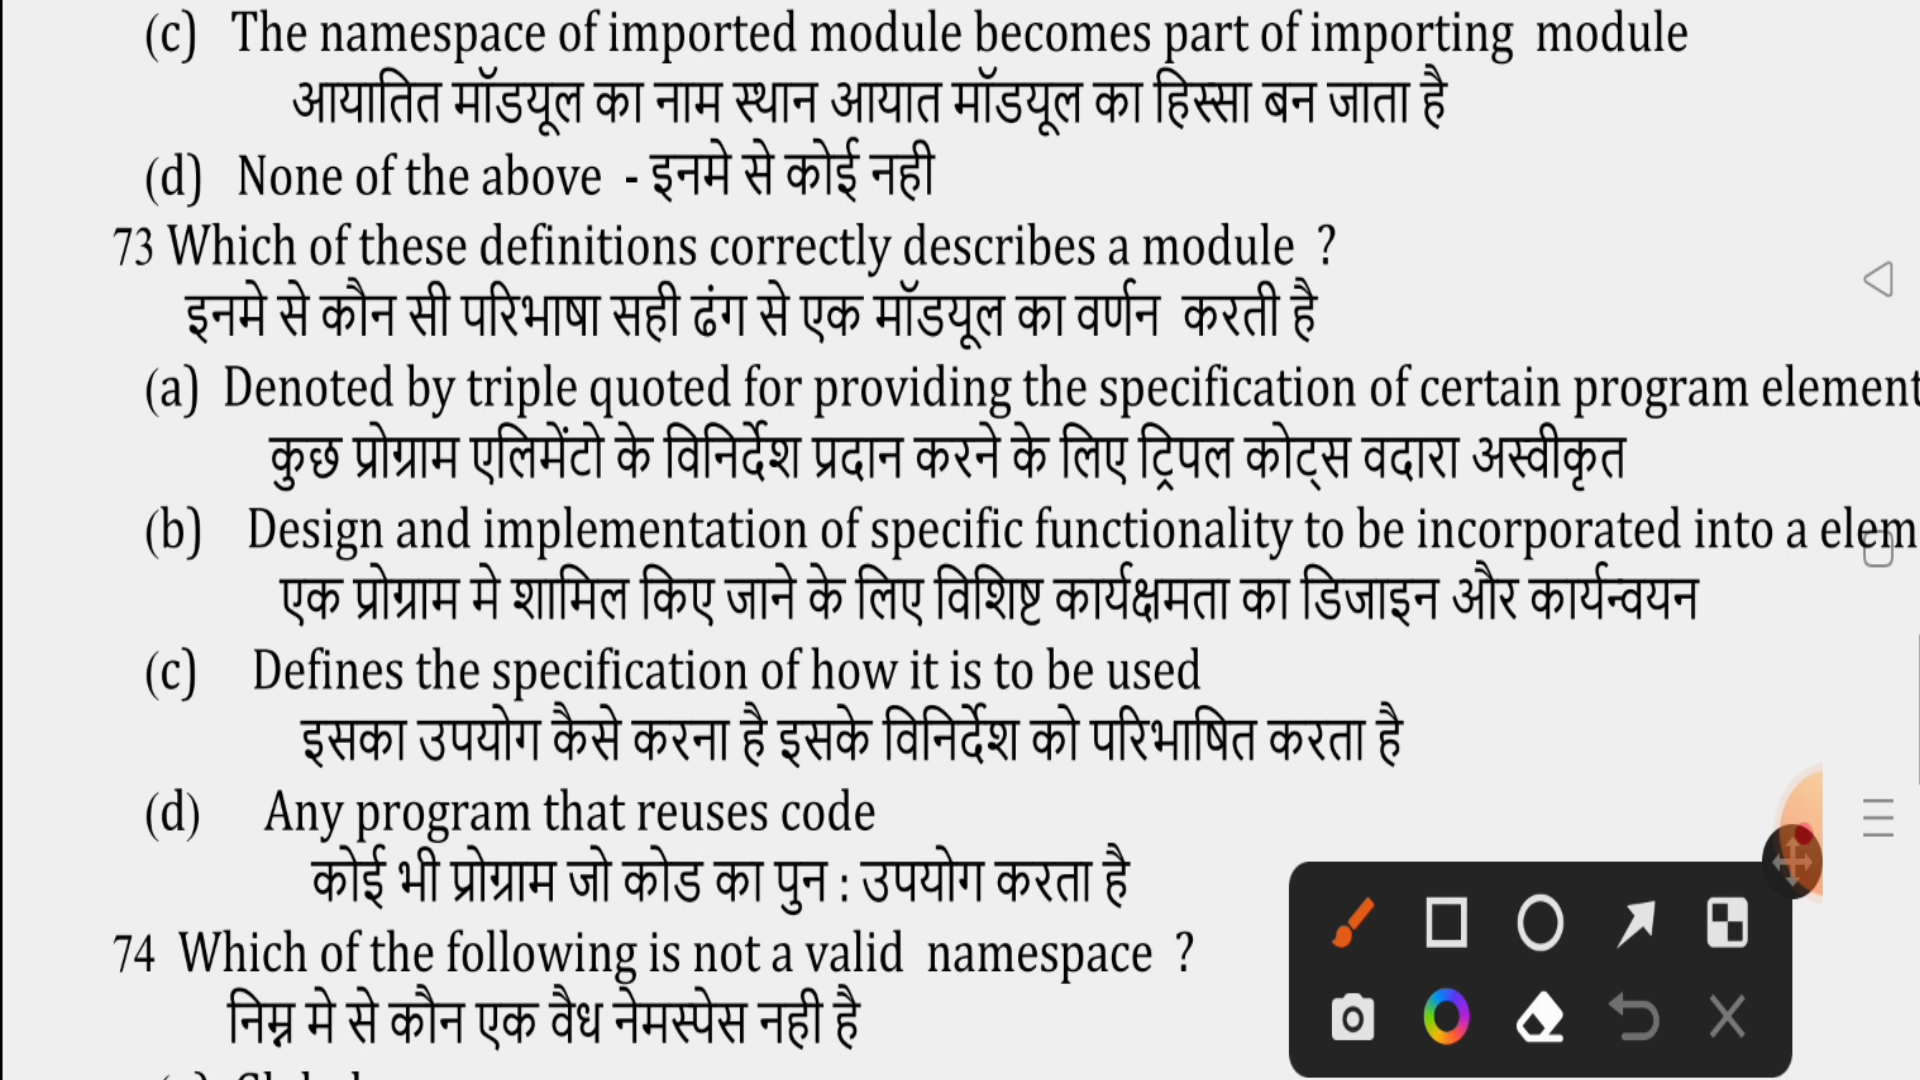 (c) The namespace of imported module becomes part of importing module
आयातित मॉडयूल का नाम स्थान आयात मॉडयूल का हिस्सा बन जाता है
(d) None of the above - इनमे से कोई नही
73 Which of these definitions correctly describes a module ?
इनमे से कौन सी परिभाषा सही ढंग से एक मॉडयूल का वर्णन करती है
(a) Denoted by triple quoted for providing the specification of certain program element
कुछ प्रोग्राम एलिमेंटो के विनिर्देश प्रदान करने के लिए ट्रिपल कोट्स वदारा अस्वीकृत
(b) Design and implementation of specific functionality to be incorporated into a elem
एक प्रोग्राम मे शामिल किए जाने के लिए विशिष्ट कार्यक्षमता का डिजाइन और कार्यन्वयन
(c) Defines the specification of how it is to be used
इसका उपयोग कैसे करना है इसके विनिर्देश को परिभाषित करता है
(d) Any program that reuses code
कोई भी प्रोग्राम जो कोड का पुन : उपयोग करता है
74 Which of the following is not a valid namespace ?
निम्न मे से कौन एक वैध नेमस्पेस नही है